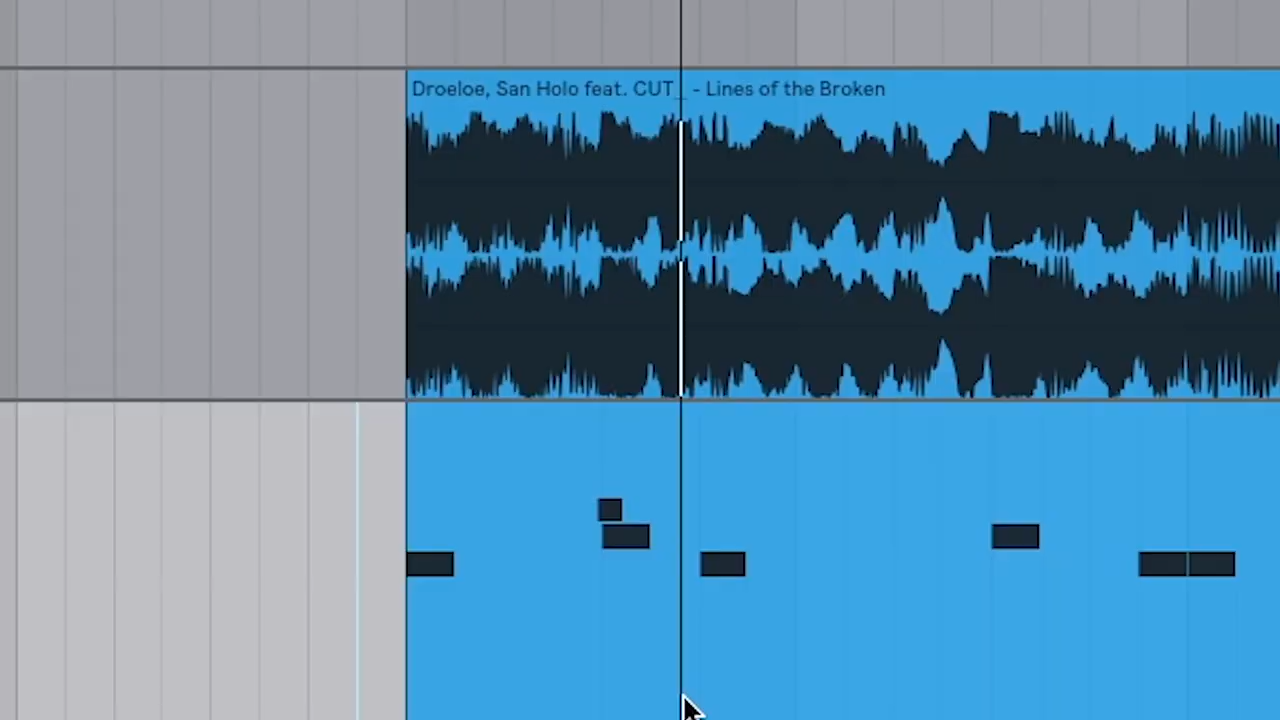 Droeloe, San Holo feat. CUT_ - Lines of the Broken